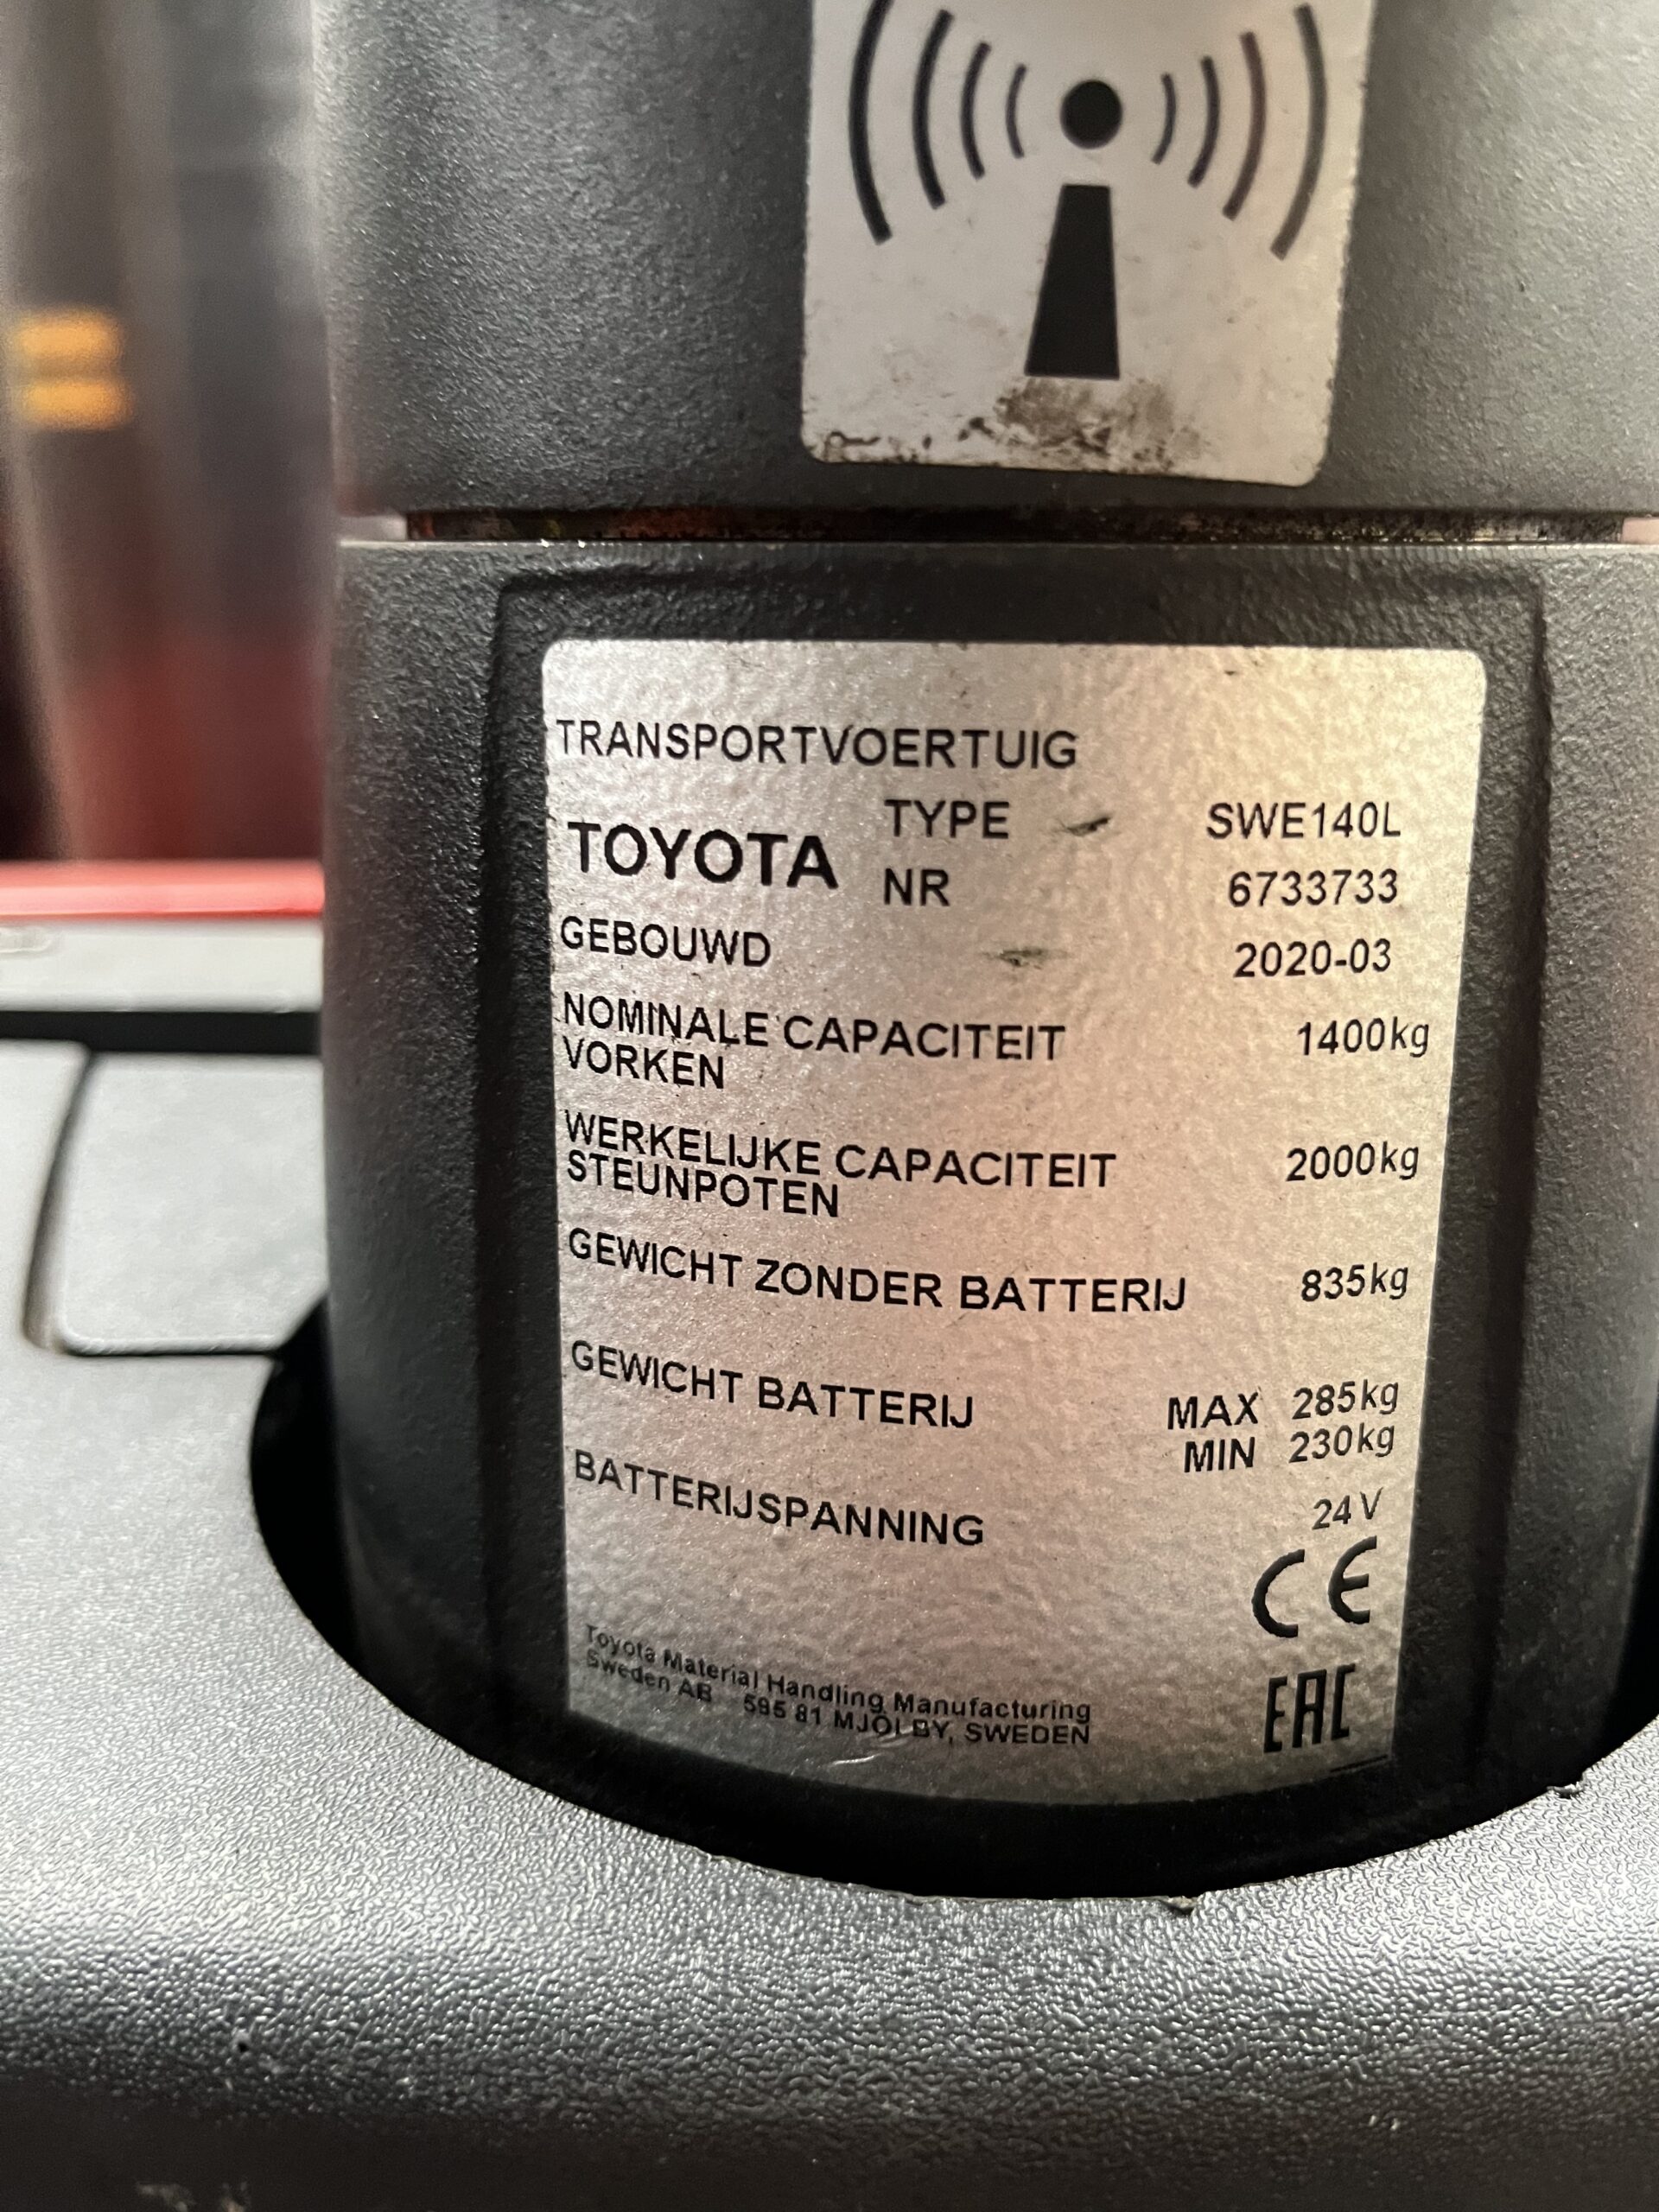 TRANSPORTVOERTUIG
TOYOTA TYPE SWE140L
NR 6733733
GEBOUWD 2020-03
NOMINALE CAPACITEIT 1400kg
VORKEN
WERKELIJKE CAPACITEIT 2000kg
STEUNPOTEN
GEWICHT ZONDER BATTERIJ 835kg
GEWICHT BATTERIJ MAX 285kg
MIN 230kg
BATTERIJSPANNING 24V
CE
EAC
Toyota Material Handling Manufacturing
Sweden AB 595 81 MJÖLBY, SWEDEN